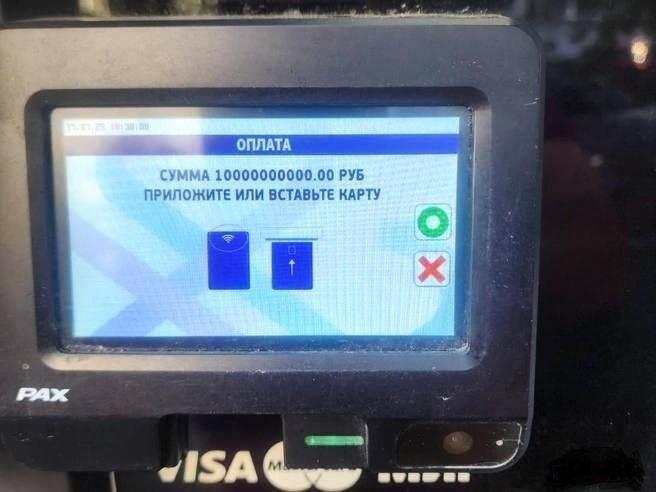 ОПЛАТА
СУММА 10000000000.00 РУБ
ПРИЛОЖИТЕ ИЛИ ВСТАВЬТЕ КАРТУ
PAX
VISA